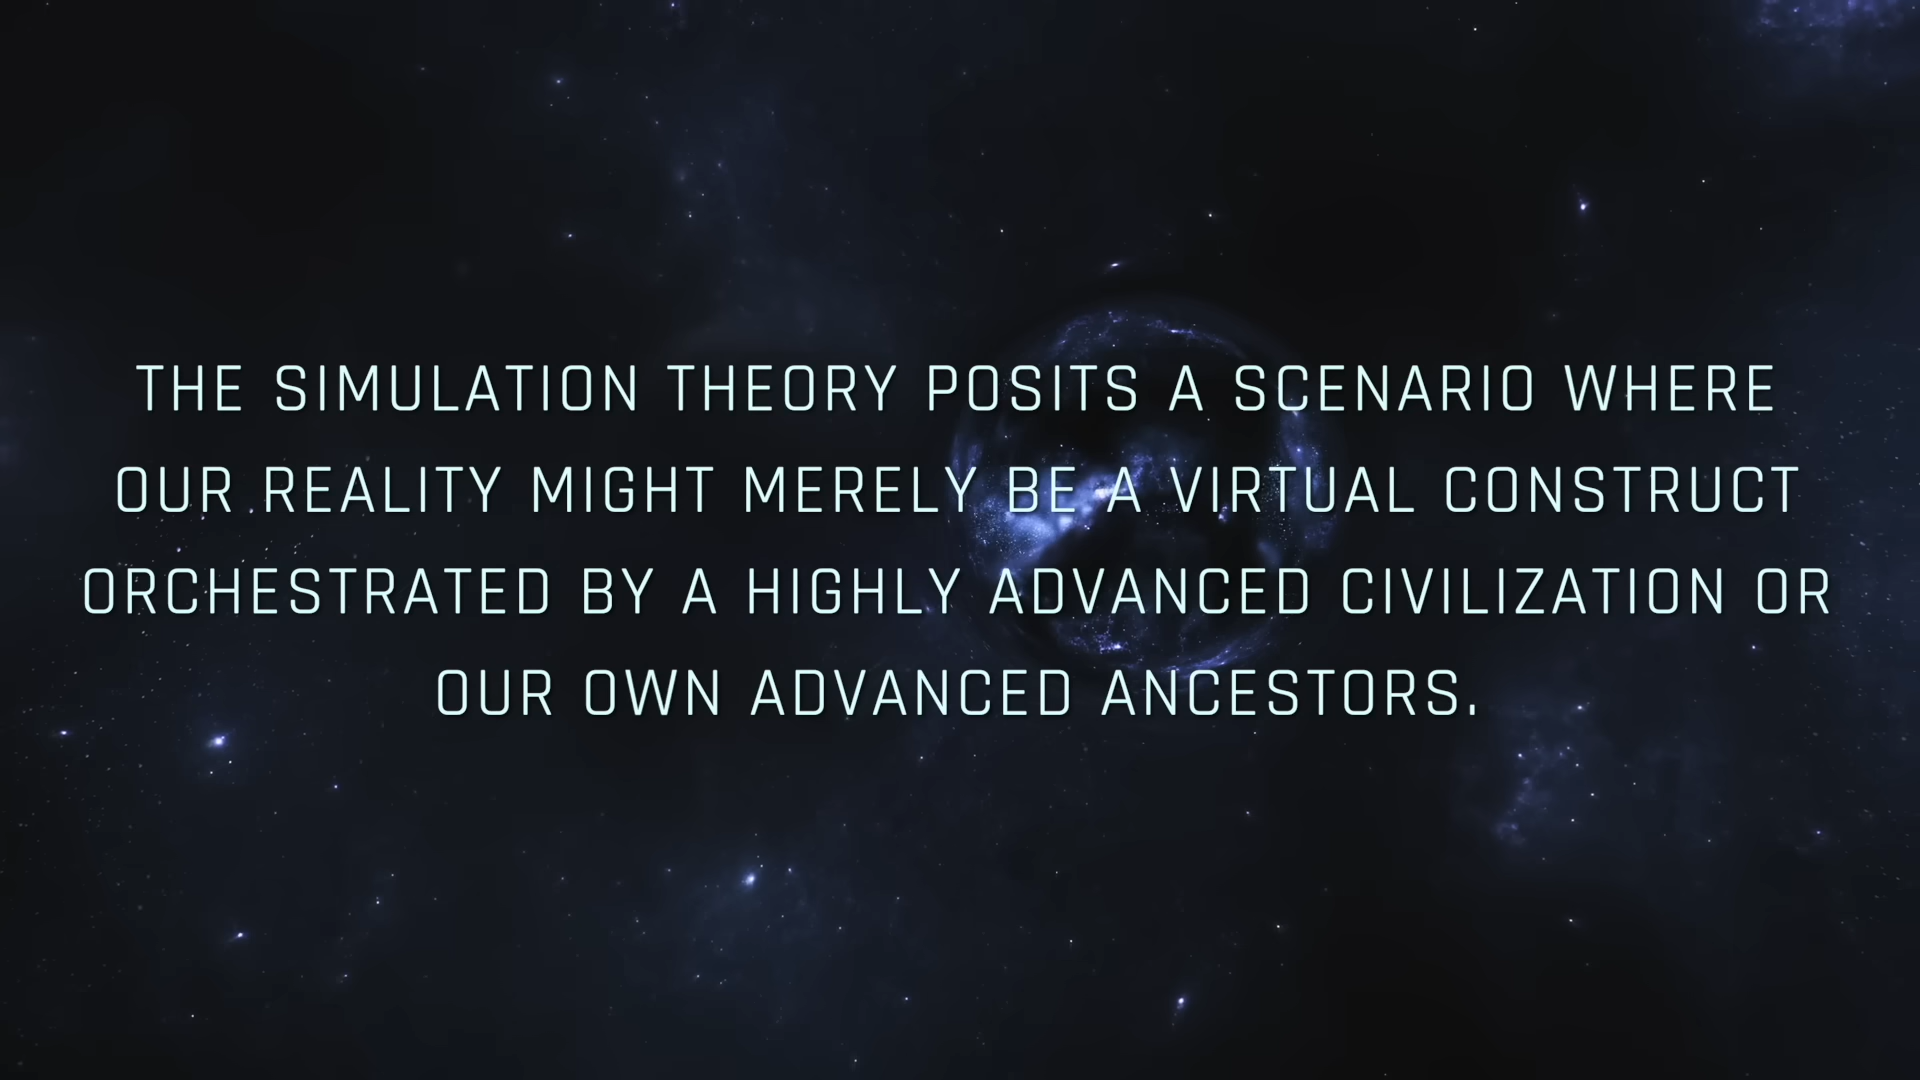 THE SIMULATION THEORY POSITS A SCENARIO WHERE
OUR REALITY MIGHT MERELY BE A VIRTUAL CONSTRUCT
ORCHESTRATED BY A HIGHLY ADVANCED CIVILIZATION OR
OUR OWN ADVANCED ANCESTORS.